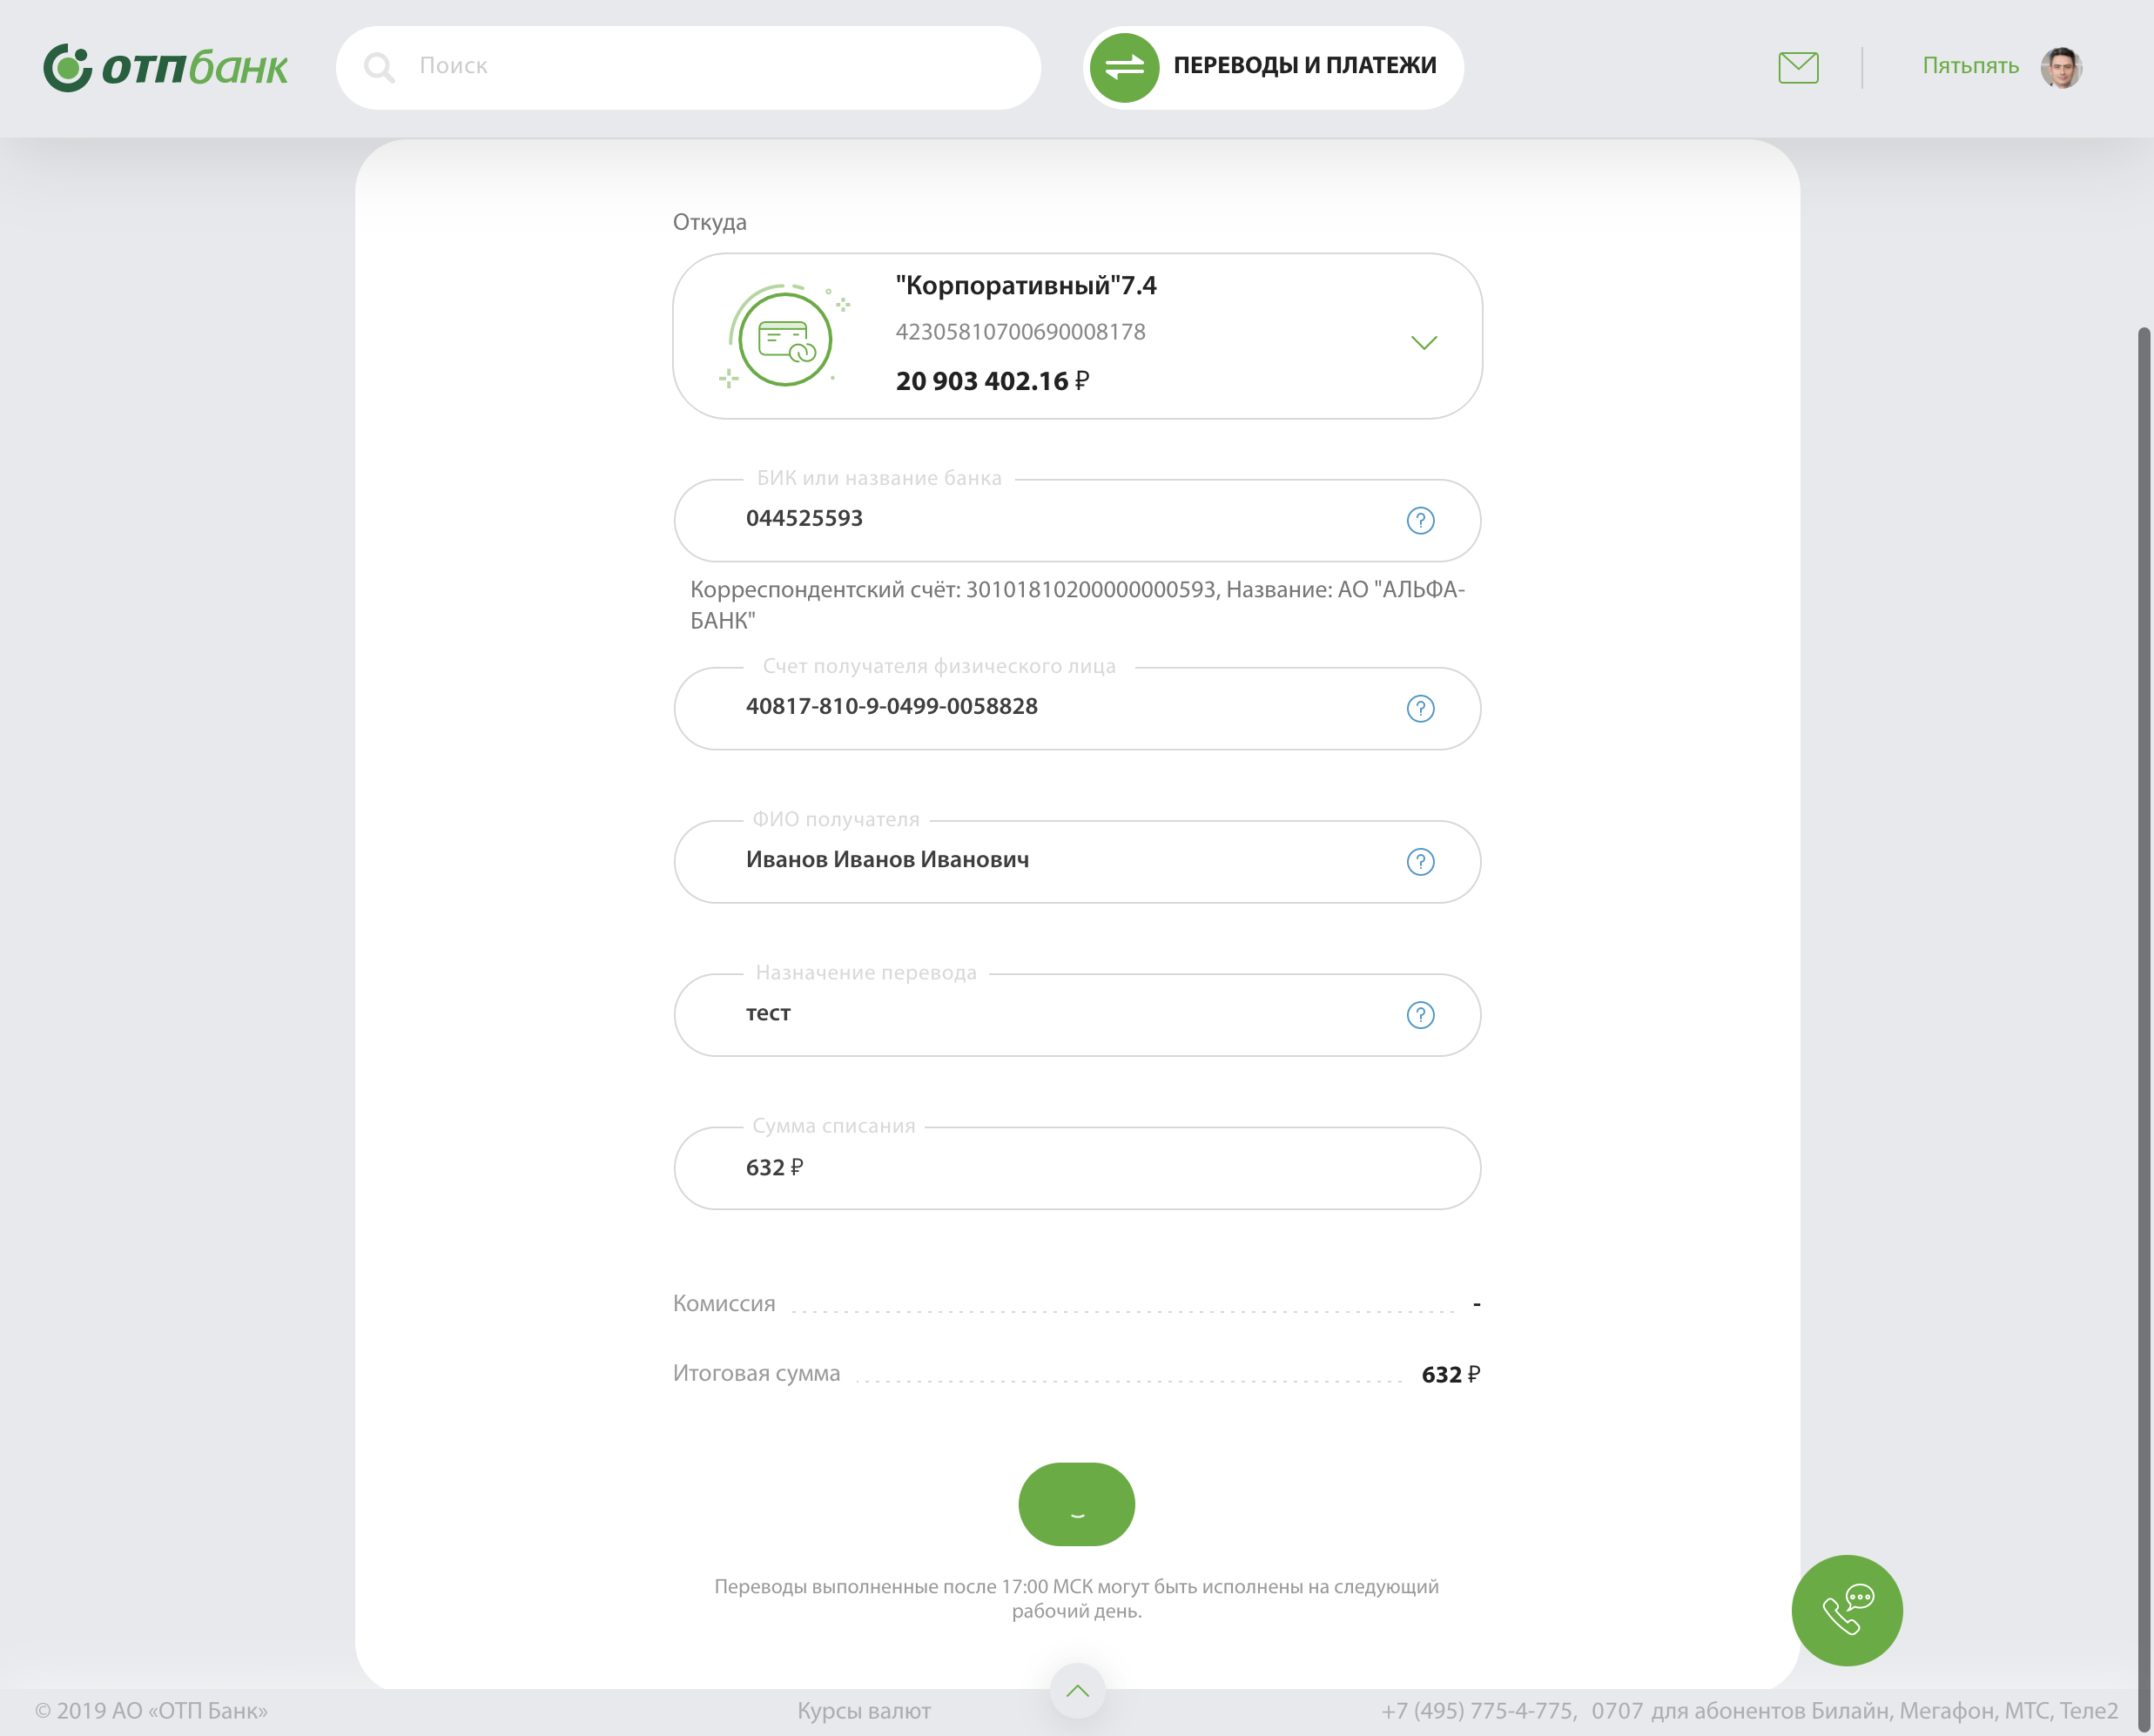 ОТПбанк
Поиск
ПЕРЕВОДЫ И ПЛАТЕЖИ
Пятьпять
Откуда
"Корпоративный"7.4
42305810700690008178
20 903 402.16 ₽
БИК или название банка
044525593
Корреспондентский счёт: 30101810200000000593, Название: АО "АЛЬФА-
БАНК"
Счет получателя физического лица
40817-810-9-0499-0058828
ФИО получателя
Иванов Иванов Иванович
Назначение перевода
тест
Сумма списания
632 ₽
Комиссия -
Итоговая сумма 632 ₽
Переводы выполненные после 17:00 МСК могут быть исполнены на следующий
рабочий день.
© 2019 АО «ОТП Банк»
Курсы валют
+7 (495) 775-4-775, 0707 для абонентов Билайн, Мегафон, МТС, Теле2